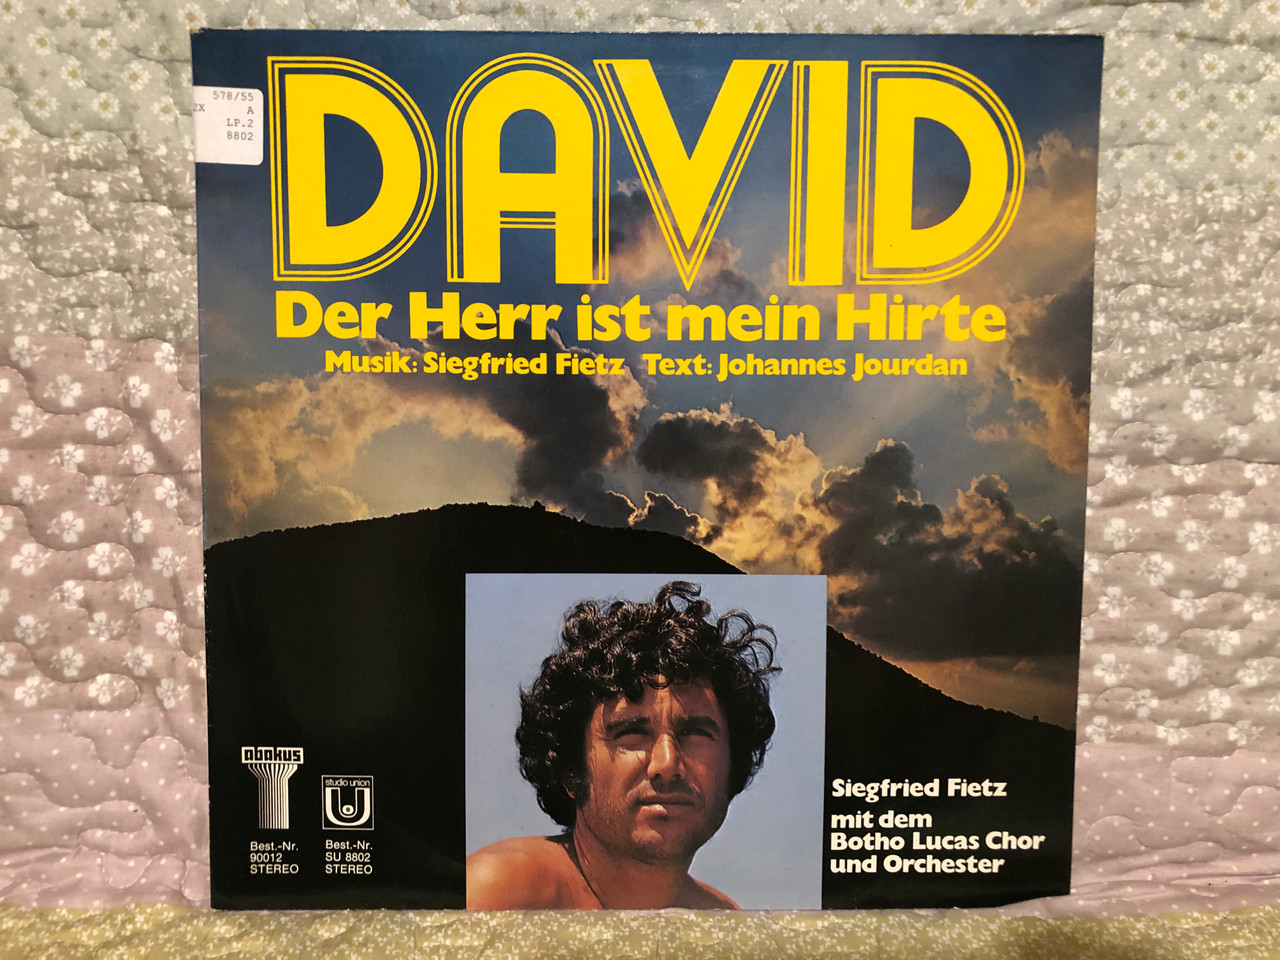 578/55
2X A
LP.2
8802
DAVID
Der Herr ist mein Hirte
Musik: Siegfried Fietz Text: Johannes Jourdan
abakus
studio union
Best.-Nr.
90012
STEREO
Best.-Nr.
SU 8802
STEREO
Siegfried Fietz
mit dem
Botho Lucas Chor
und Orchester